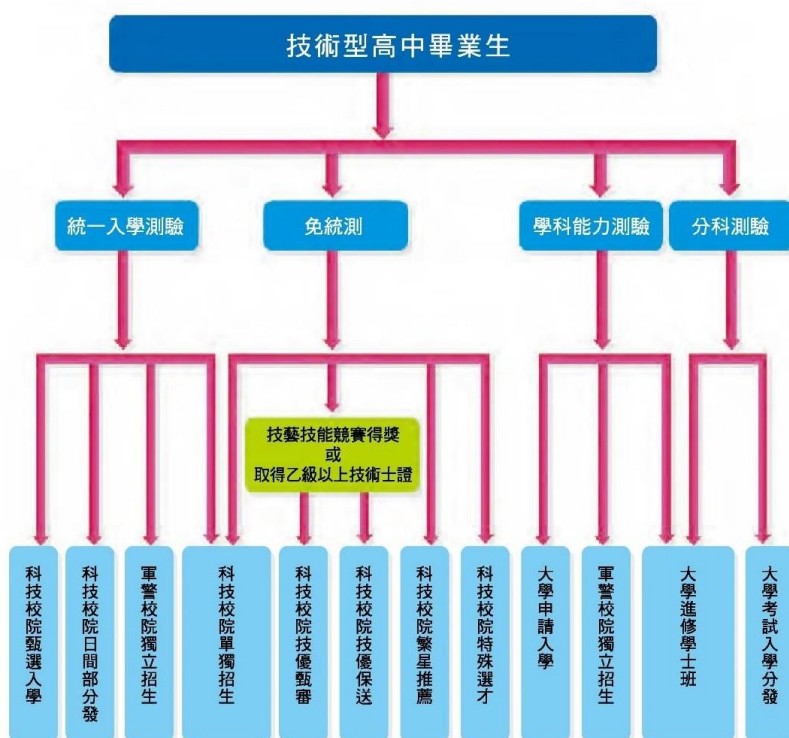 技術型高中畢業生
統一入學測驗
免統測
學科能力測驗
分科測驗
技藝技能競賽得獎
或
取得乙級以上技術士證
科技校院甄選入學
科技校院日間部分發
軍警校院獨立招生
科技校院單獨招生
科技校院技優甄審
科技校院技優保送
科技校院繁星推薦
科技校院特殊選才
大學申請入學
軍警校院獨立招生
大學進修學士班
大學考試入學分發